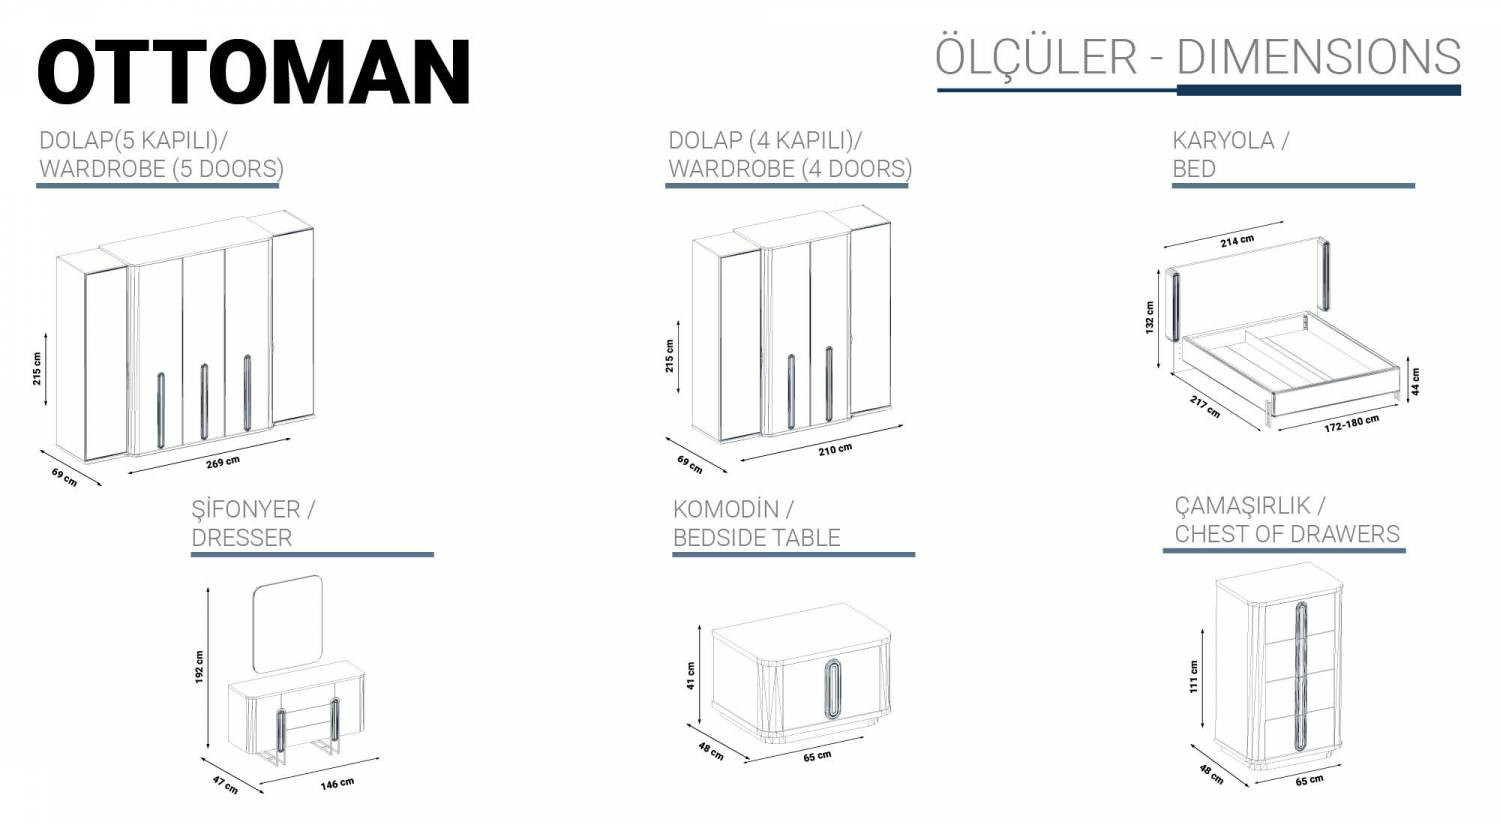 OTTOMAN
ÖLÇÜLER - DIMENSIONS
DOLAP(5 KAPILI)/
WARDROBE (5 DOORS)
215 cm
69 cm
269 cm
DOLAP (4 KAPILI)/
WARDROBE (4 DOORS)
215 cm
69 cm
210 cm
KARYOLA /
BED
214 cm
132 cm
217 cm
172-180 cm
44 cm
ŞİFONYER /
DRESSER
192 cm
47 cm
146 cm
KOMODİN /
BEDSIDE TABLE
41 cm
48 cm
65 cm
ÇAMAŞIRLIK /
CHEST OF DRAWERS
111 cm
48 cm
65 cm